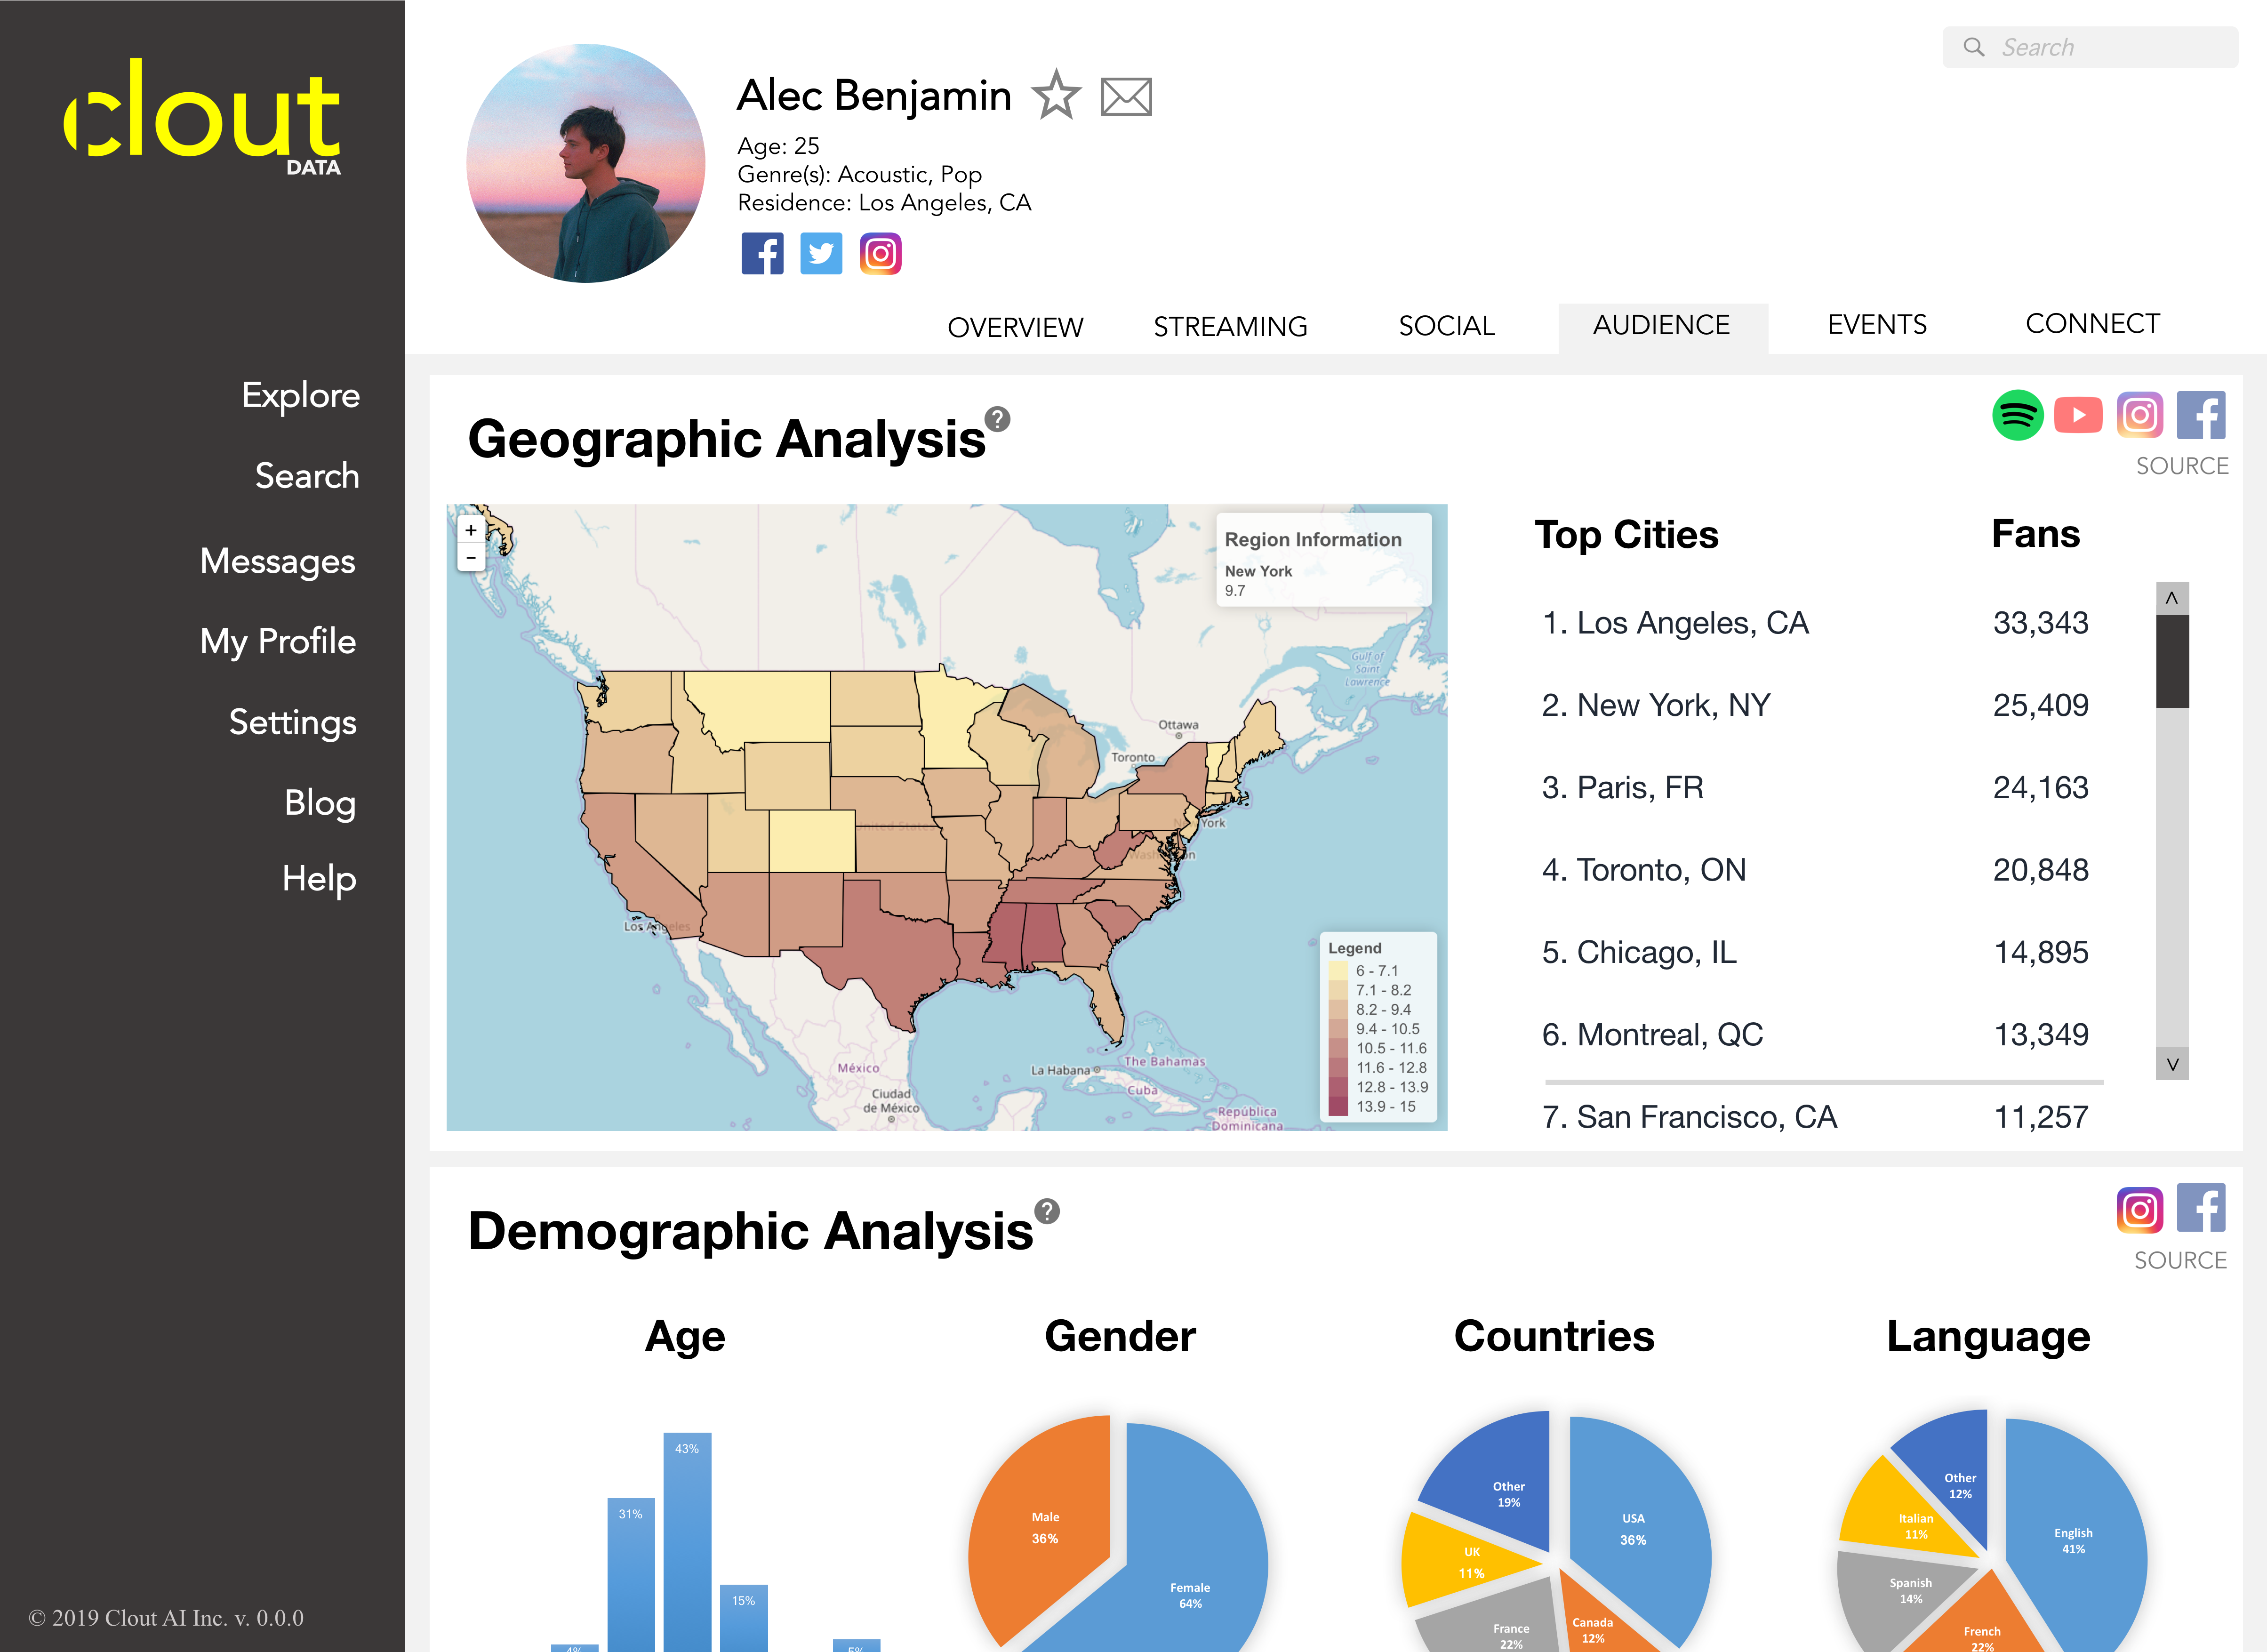 clout
DATA
Explore
Search
Messages
My Profile
Settings
Blog
Help
© 2019 Clout AI Inc. v. 0.0.0
Search
Alec Benjamin
Age: 25
Genre(s): Acoustic, Pop
Residence: Los Angeles, CA
OVERVIEW
STREAMING
SOCIAL
AUDIENCE
EVENTS
CONNECT
Geographic Analysis
?
SOURCE
+
−
Region Information
New York
9.7
Gulf of
Saint
Lawrence
Ottawa
Toronto
United States
New York
Washington
Los Angeles
México
Ciudad
de México
La Habana
The Bahamas
Cuba
República
Dominicana
Legend
6 - 7.1
7.1 - 8.2
8.2 - 9.4
9.4 - 10.5
10.5 - 11.6
11.6 - 12.8
12.8 - 13.9
13.9 - 15
Top Cities Fans
1. Los Angeles, CA 33,343
2. New York, NY 25,409
3. Paris, FR 24,163
4. Toronto, ON 20,848
5. Chicago, IL 14,895
6. Montreal, QC 13,349
7. San Francisco, CA 11,257
Demographic Analysis
?
SOURCE
Age
4%
31%
43%
15%
5%
Gender
Male
36%
Female
64%
Countries
Other
19%
USA
36%
UK
11%
France
22%
Canada
12%
Language
Other
12%
English
41%
Italian
11%
Spanish
14%
French
22%